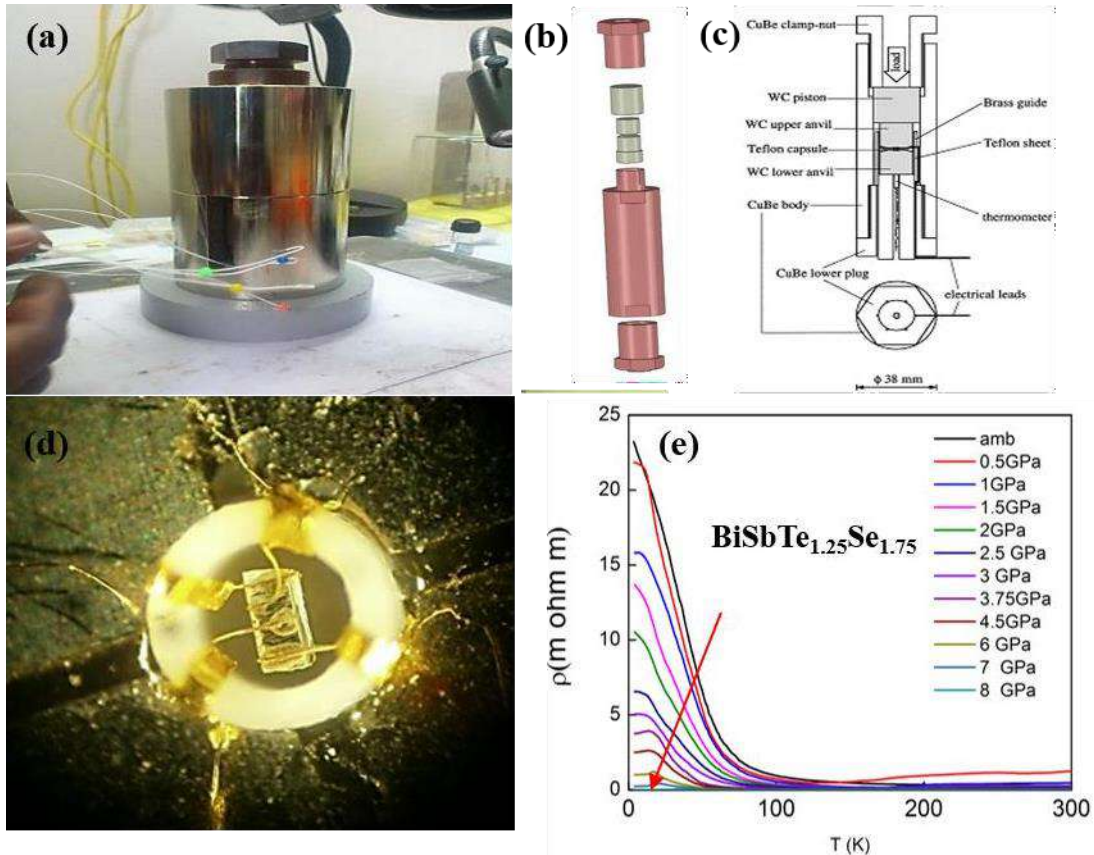 (a)
(b)
(c)
CuBe clamp-nut
load
WC piston
WC upper anvil
Teflon capsule
WC lower anvil
CuBe body
CuBe lower plug
Brass guide
Teflon sheet
thermometer
electrical leads
ϕ 38 mm
(d)
(e)
BiSbTe1.25Se1.75
amb
0.5GPa
1GPa
1.5GPa
2GPa
2.5 GPa
3 GPa
3.75GPa
4.5GPa
6 GPa
7 GPa
8 GPa
ρ(m ohm m)
25
20
15
10
5
0
0
100
200
300
T (K)